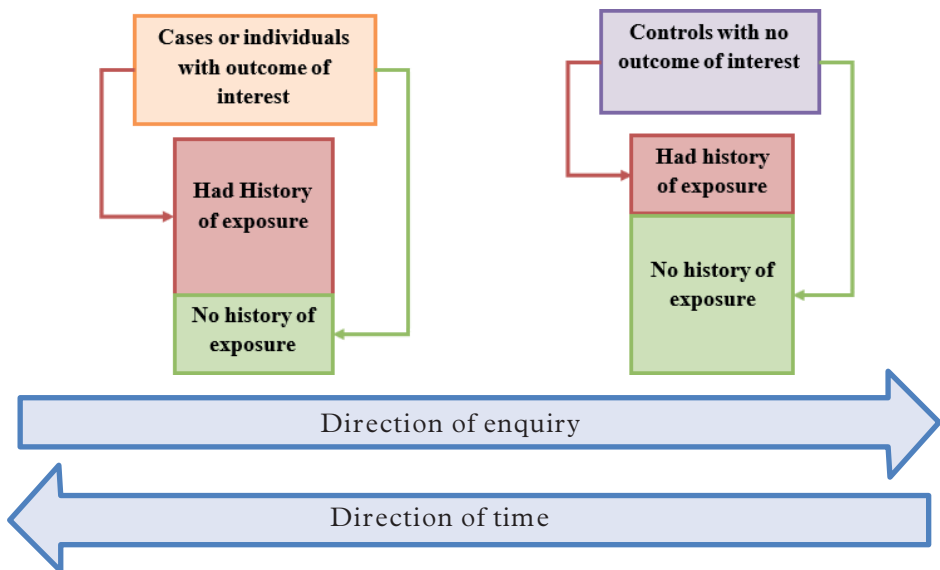 Cases or individuals
with outcome of
interest
Had History
of exposure
No history of
exposure
Controls with no
outcome of interest
Had history
of exposure
No history of
exposure
Direction of enquiry
Direction of time